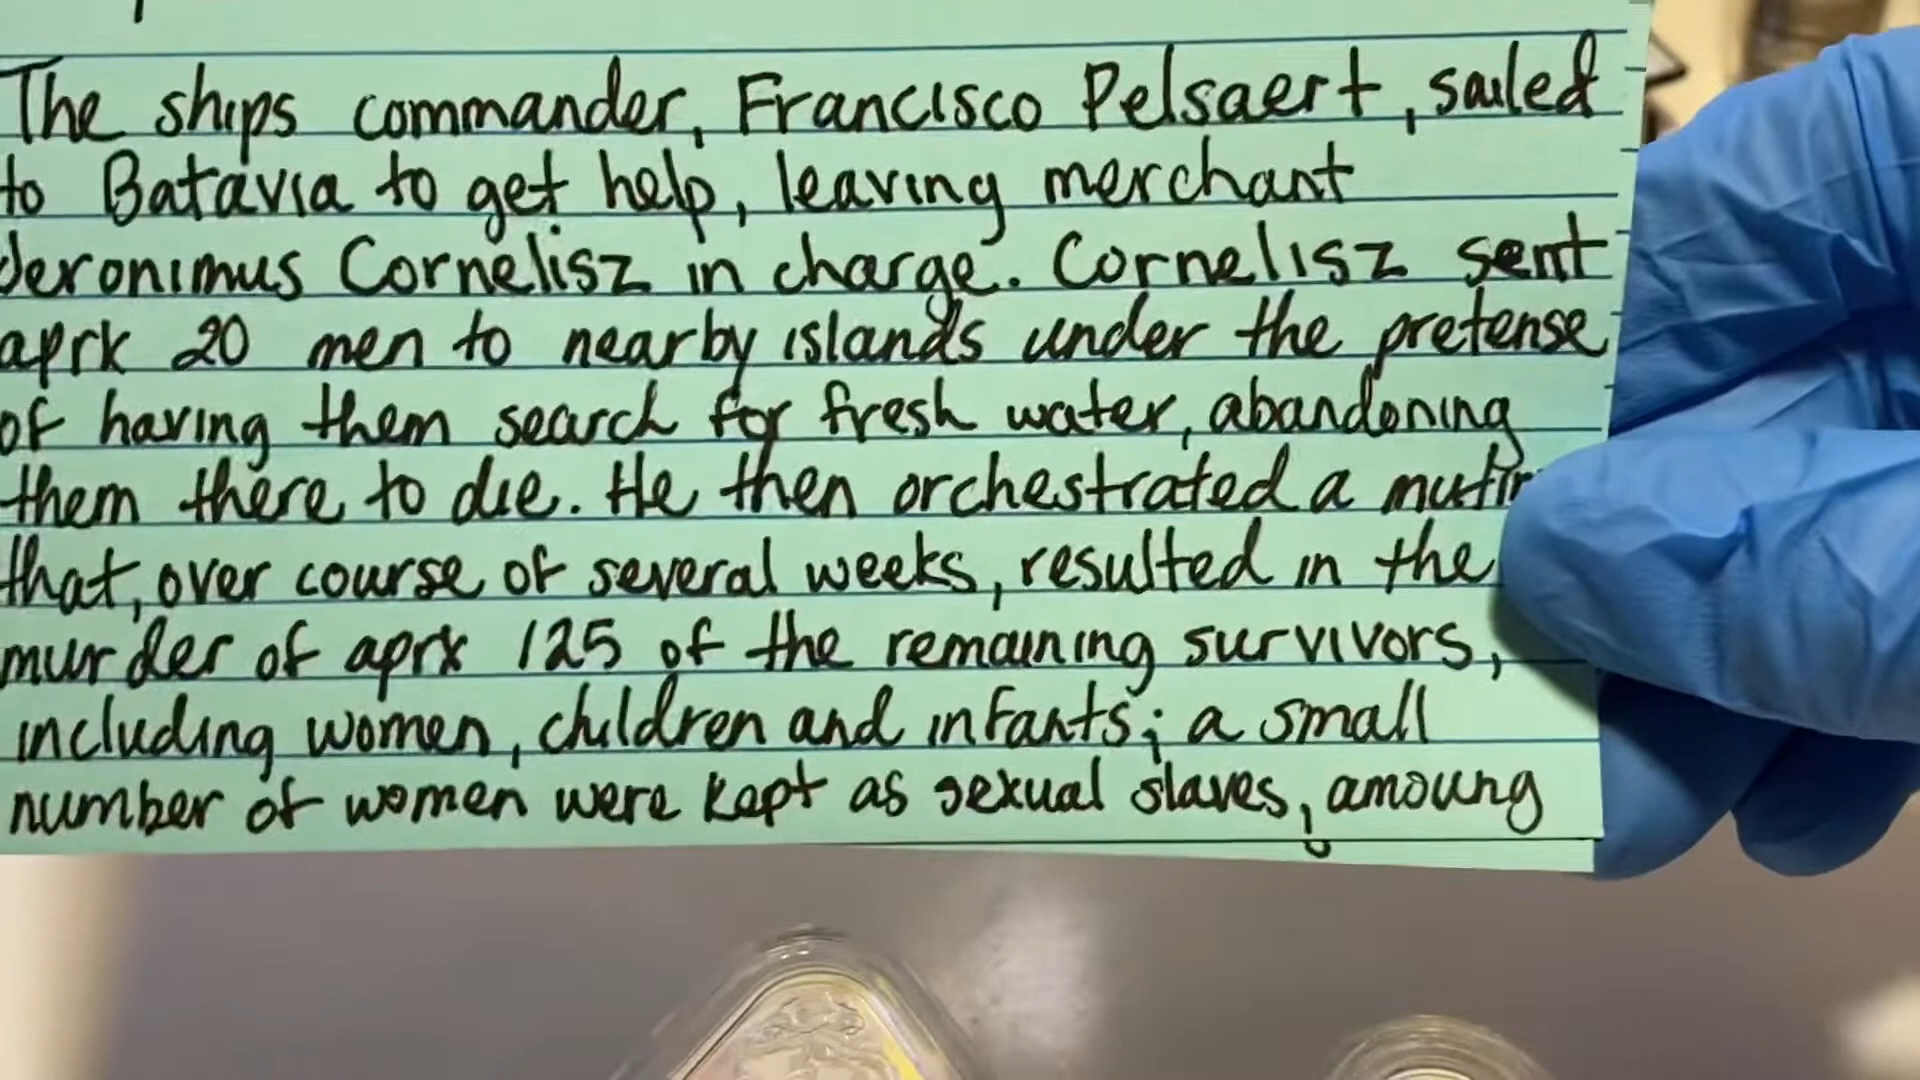 The ships commander, Francisco Pelsaert, sailed
to Batavia to get help, leaving merchant
Jeronimus Cornelisz in charge. Cornelisz sent
aprk 20 men to nearby islands under the pretense
of having them search for fresh water, abandoning
them there to die. He then orchestrated a
that, over course of several weeks, resulted in the
murder of aprx 125 of the remaining survivors,
including women, children and infants; a small
number of women were kept as sexual slaves, amoung